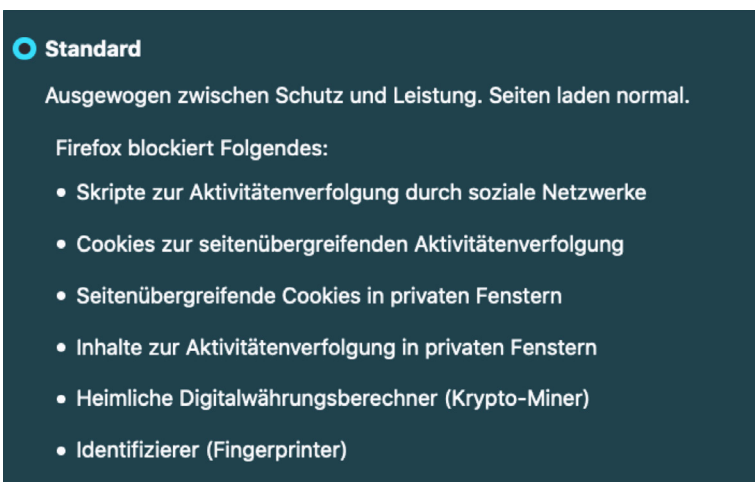 Standard
Ausgewogen zwischen Schutz und Leistung. Seiten laden normal.
Firefox blockiert Folgendes:
• Skripte zur Aktivitätenverfolgung durch soziale Netzwerke
• Cookies zur seitenübergreifenden Aktivitätenverfolgung
• Seitenübergreifende Cookies in privaten Fenstern
• Inhalte zur Aktivitätenverfolgung in privaten Fenstern
• Heimliche Digitalwährungsberechner (Krypto-Miner)
• Identifizierer (Fingerprinter)